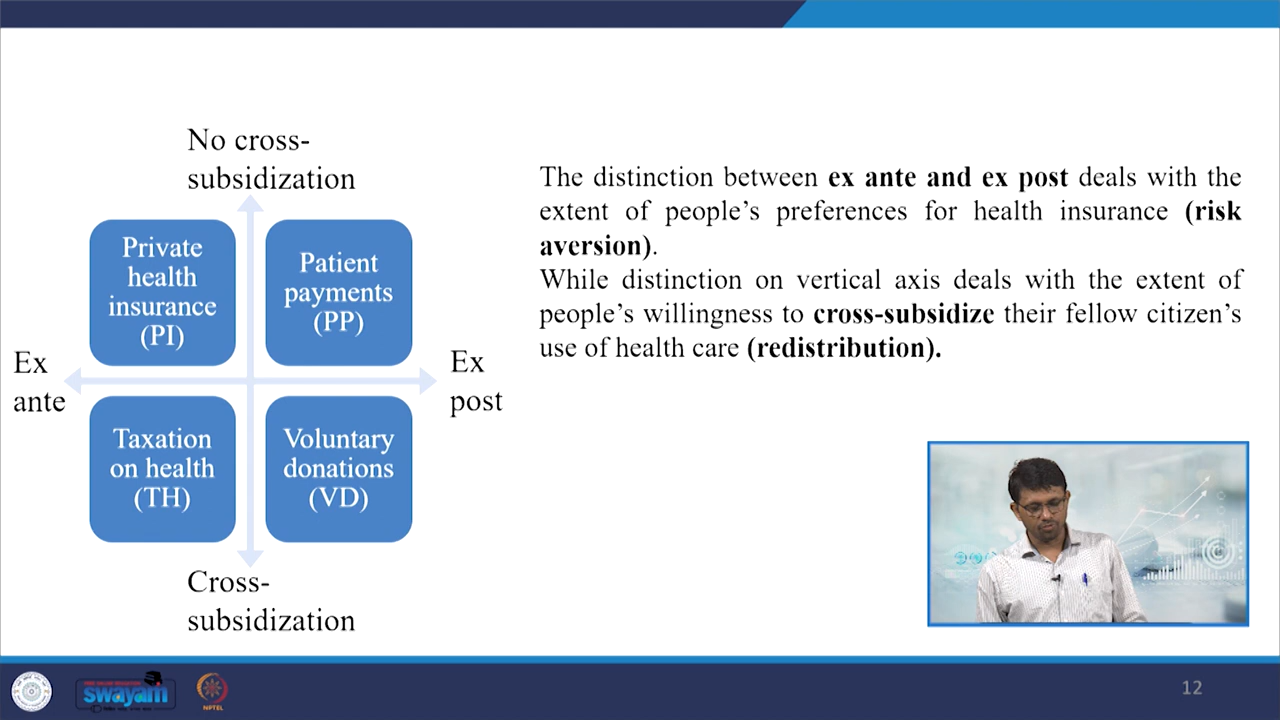 No cross-
subsidization
Private
health
insurance
(PI)
Patient
payments
(PP)
Ex
ante
Ex
post
Taxation
on health
(TH)
Voluntary
donations
(VD)
Cross-
subsidization
The distinction between ex ante and ex post deals with the
extent of people’s preferences for health insurance (risk
aversion).
While distinction on vertical axis deals with the extent of
people’s willingness to cross-subsidize their fellow citizen’s
use of health care (redistribution).
swayam
NPTEL
12